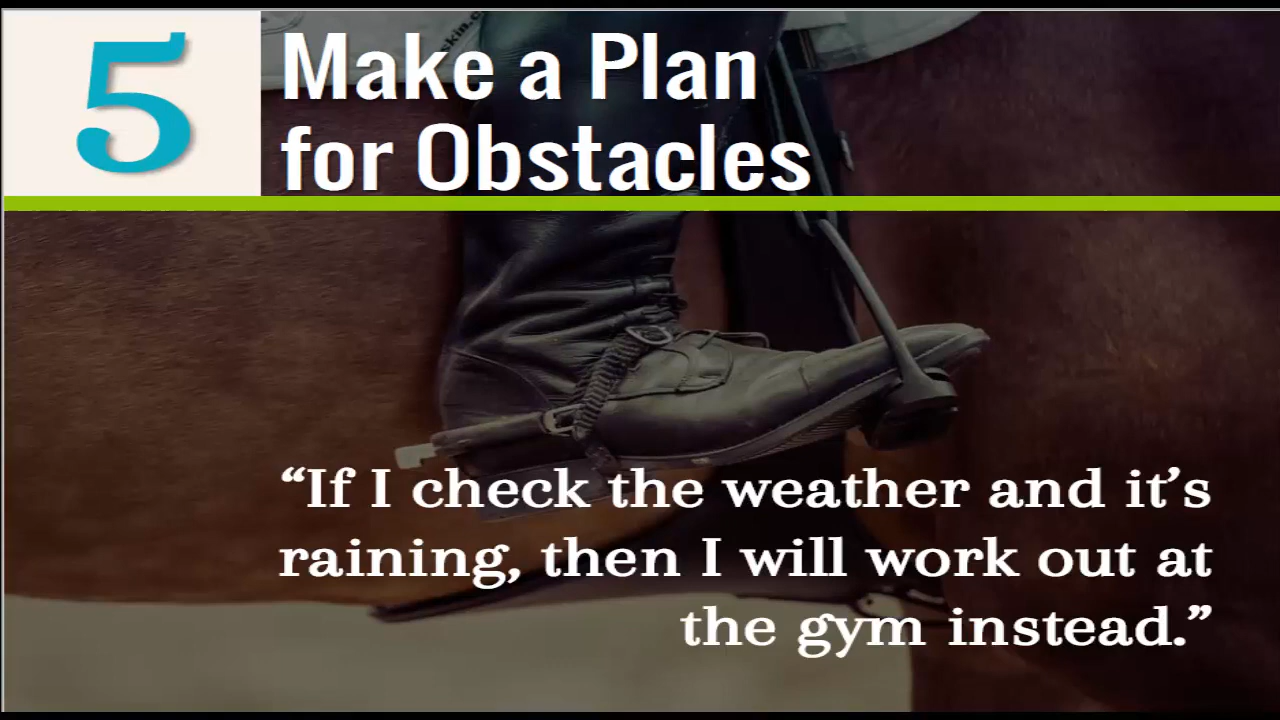 5
Make a Plan
for Obstacles
skin.c
“If I check the weather and it’s
raining, then I will work out at
the gym instead.”